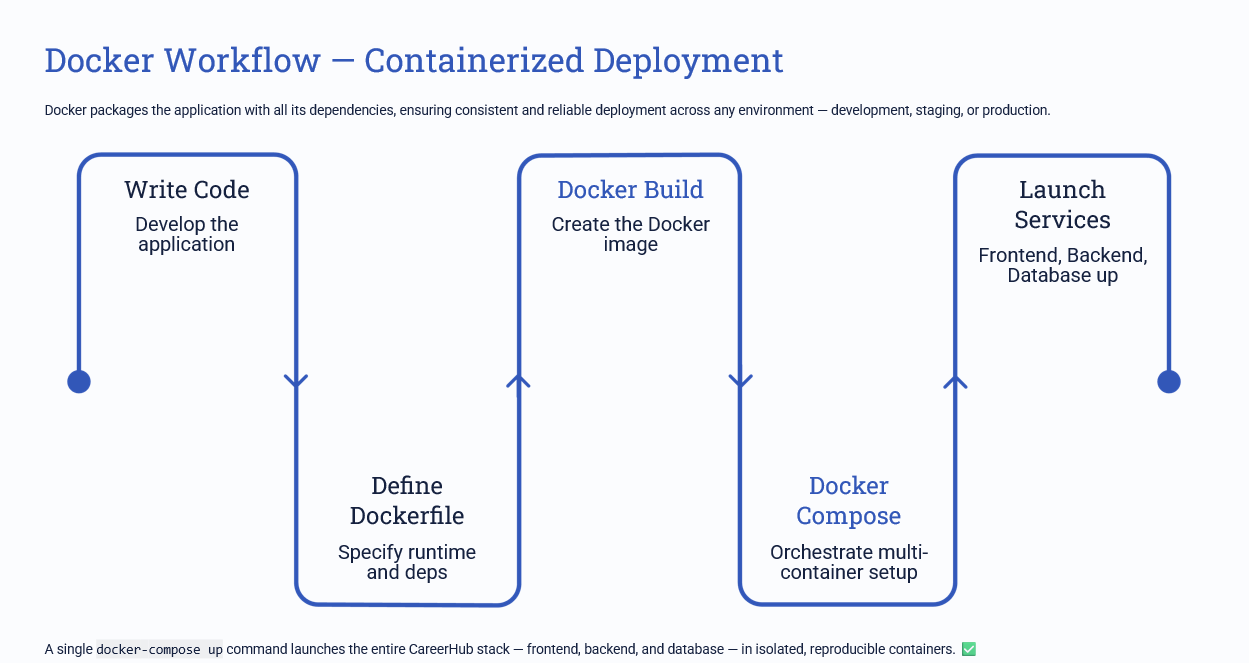 Docker Workflow — Containerized Deployment
Docker packages the application with all its dependencies, ensuring consistent and reliable deployment across any environment — development, staging, or production.
Write Code
Develop the
application
Define
Dockerfile
Specify runtime
and deps
Docker Build
Create the Docker
image
Docker
Compose
Orchestrate multi-
container setup
Launch
Services
Frontend, Backend,
Database up
A single docker-compose up command launches the entire CareerHub stack — frontend, backend, and database — in isolated, reproducible containers. ✅